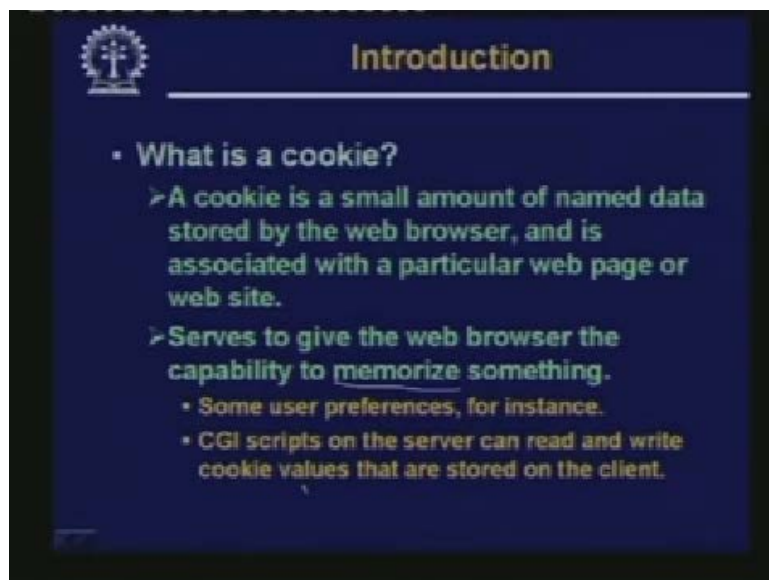 Introduction
▪ What is a cookie?
➢A cookie is a small amount of named data
stored by the web browser, and is
associated with a particular web page or
web site.
➢Serves to give the web browser the
capability to memorize something.
▪ Some user preferences, for instance.
▪ CGI scripts on the server can read and write
cookie values that are stored on the client.